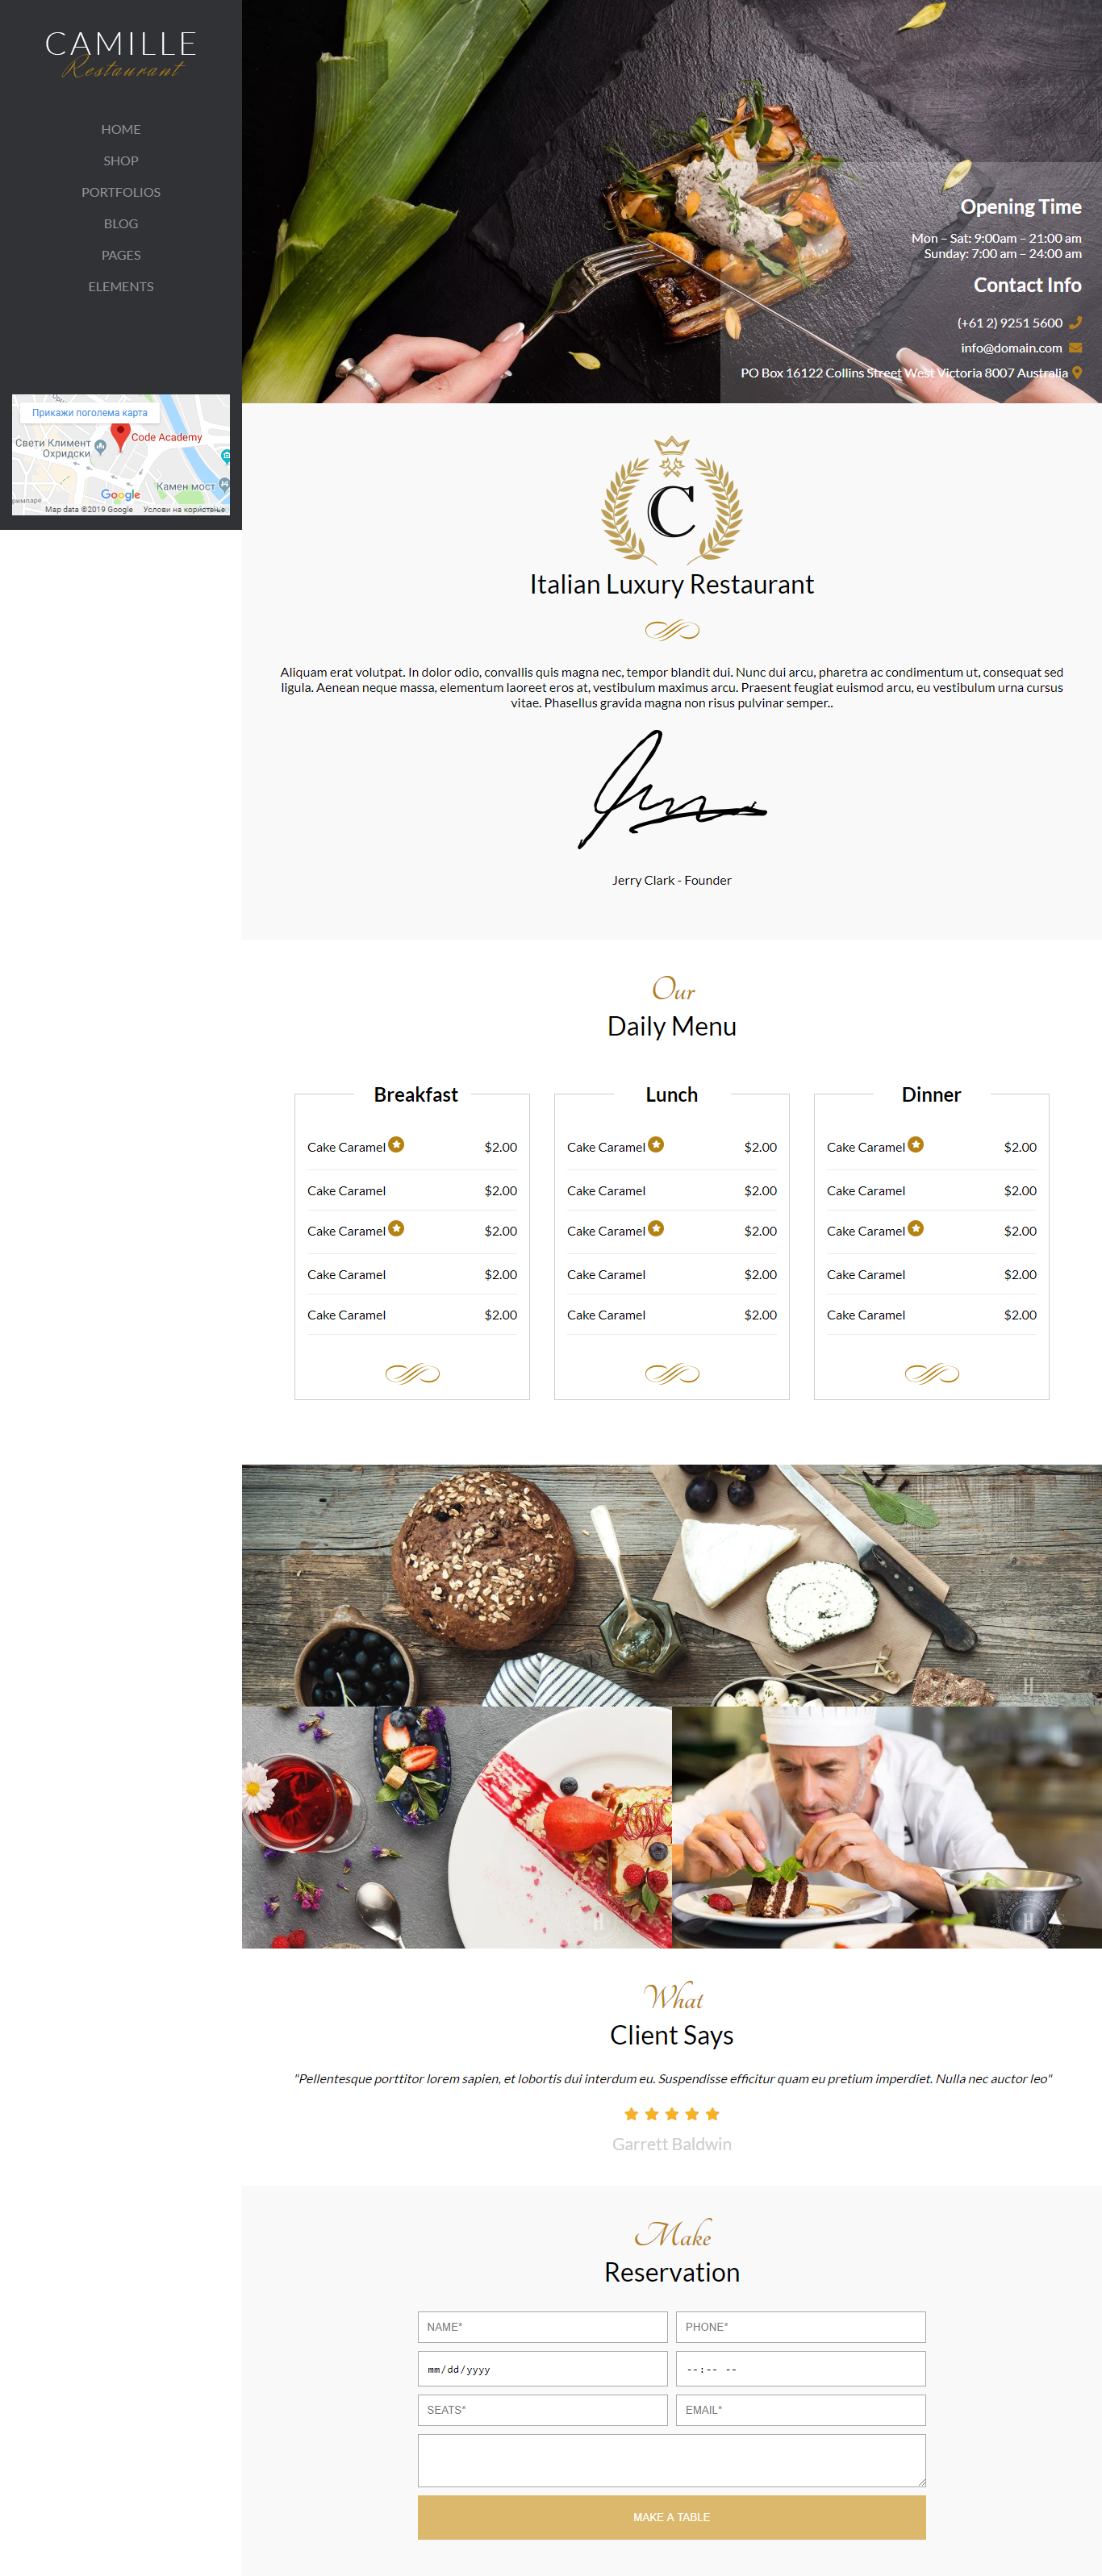 CAMILLE
Restaurant
HOME
SHOP
PORTFOLIOS
BLOG
PAGES
ELEMENTS
Прикажи поголема карта
Code Academy
Свети Климент
Охридски
Камен мост
Google
Map data ©2019 Google
Услови на користење
Opening Time
Mon – Sat: 9:00am – 21:00 am
Sunday: 7:00 am – 24:00 am
Contact Info
(+61 2) 9251 5600
info@domain.com
PO Box 16122 Collins Street West Victoria 8007 Australia
C
Italian Luxury Restaurant
Aliquam erat volutpat. In dolor odio, convallis quis magna nec, tempor blandit dui. Nunc dui arcu, pharetra ac condimentum ut, consequat sed
ligula. Aenean neque massa, elementum laoreet eros at, vestibulum maximus arcu. Praesent feugiat euismod arcu, eu vestibulum urna cursus
vitae. Phasellus gravida magna non risus pulvinar semper..
Jerry Clark - Founder
Our
Daily Menu
Breakfast
Cake Caramel $2.00
Cake Caramel $2.00
Cake Caramel $2.00
Cake Caramel $2.00
Cake Caramel $2.00
Lunch
Cake Caramel $2.00
Cake Caramel $2.00
Cake Caramel $2.00
Cake Caramel $2.00
Cake Caramel $2.00
Dinner
Cake Caramel $2.00
Cake Caramel $2.00
Cake Caramel $2.00
Cake Caramel $2.00
Cake Caramel $2.00
H
H
H
What
Client Says
"Pellentesque porttitor lorem sapien, et lobortis dui interdum eu. Suspendisse efficitur quam eu pretium imperdiet. Nulla nec auctor leo"
Garrett Baldwin
Make
Reservation
NAME*
PHONE*
mm/dd/yyyy
--:-- --
SEATS*
EMAIL*
MAKE A TABLE